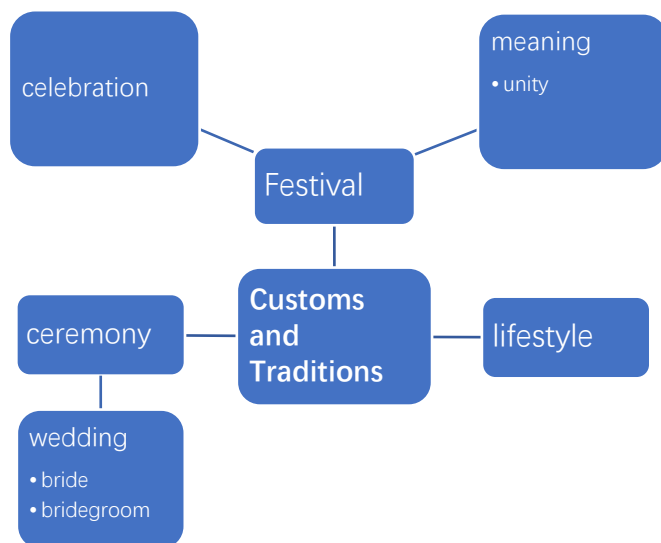 celebration
meaning
• unity
Festival
Customs
and
Traditions
ceremony
lifestyle
wedding
• bride
• bridegroom